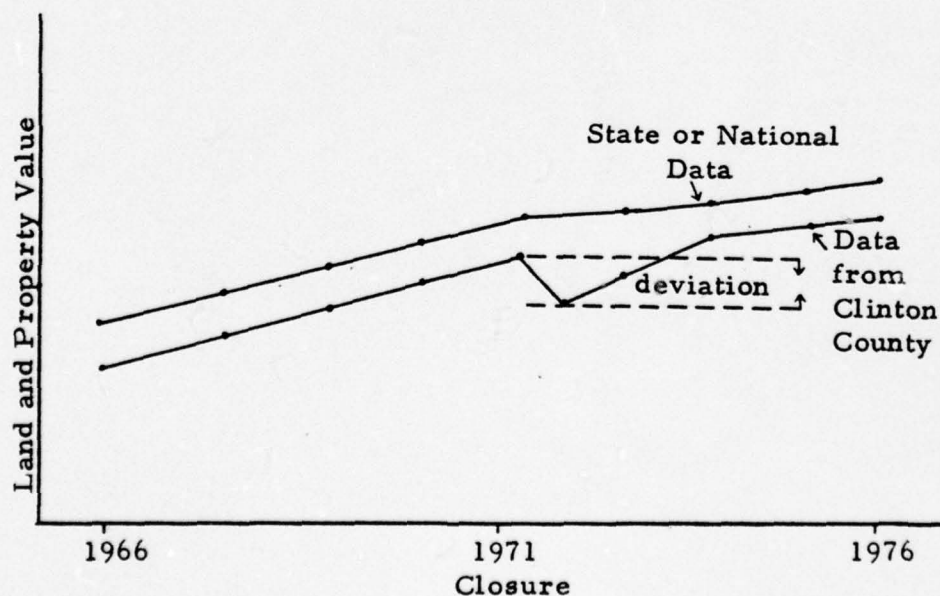 Land and Property Value
State or National
Data
deviation
Data
from
Clinton
County
1966
1971
1976
Closure